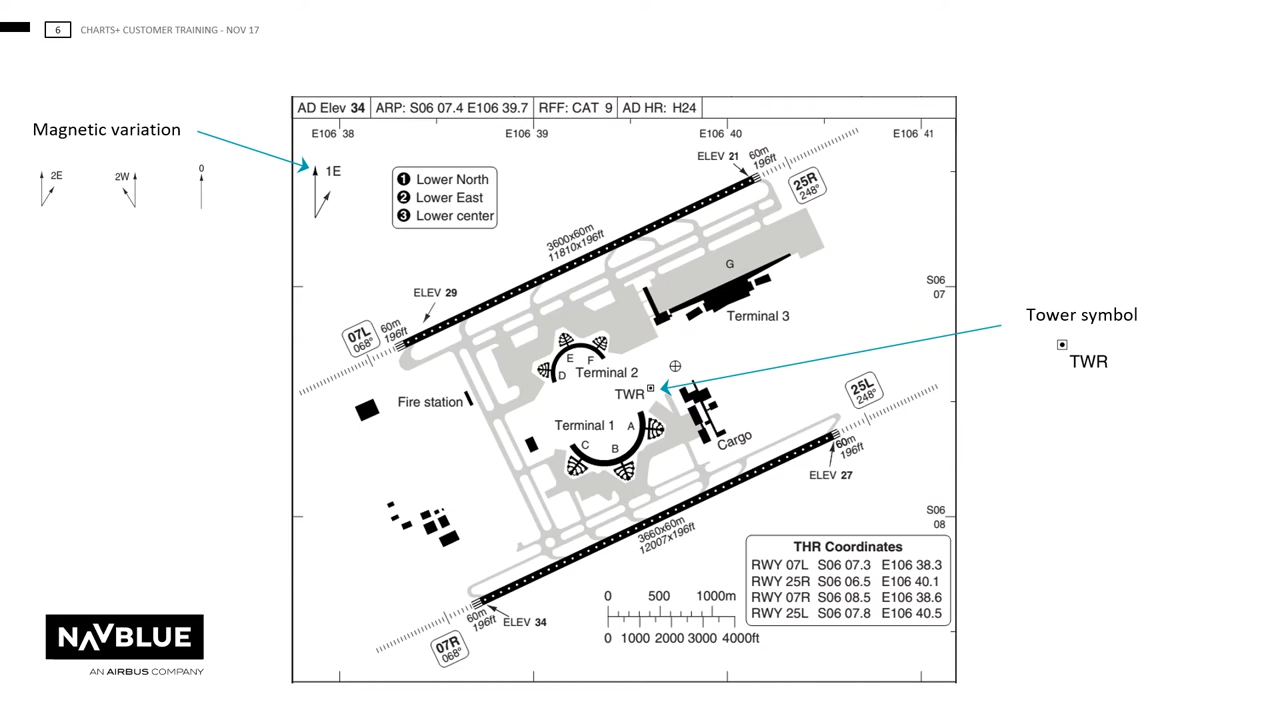 6 CHARTS+ CUSTOMER TRAINING - NOV 17
AD Elev 34 ARP: S06 07.4 E106 39.7 RFF: CAT 9 AD HR: H24
E106 38 E106 39 E106 40 E106 41
Magnetic variation
2E 2W 0
1E
1 Lower North
2 Lower East
3 Lower center
ELEV 21
60m
196ft
25R
248°
3600x60m
11810x196ft
G
S06
07
ELEV 29
60m
196ft
07L
068°
Terminal 3
Tower symbol
TWR
E F
D
Terminal 2
TWR
Fire station
25L
248°
Terminal 1
A
B
C
Cargo
60m
196ft
ELEV 27
S06
08
3660x60m
12007x196ft
THR Coordinates
RWY 07L S06 07.3 E106 38.3
RWY 25R S06 06.5 E106 40.1
RWY 07R S06 08.5 E106 38.6
RWY 25L S06 07.8 E106 40.5
0 500 1000m
0 1000 2000 3000 4000ft
60m
196ft
ELEV 34
07R
068°
NAVBLUE
AN AIRBUS COMPANY